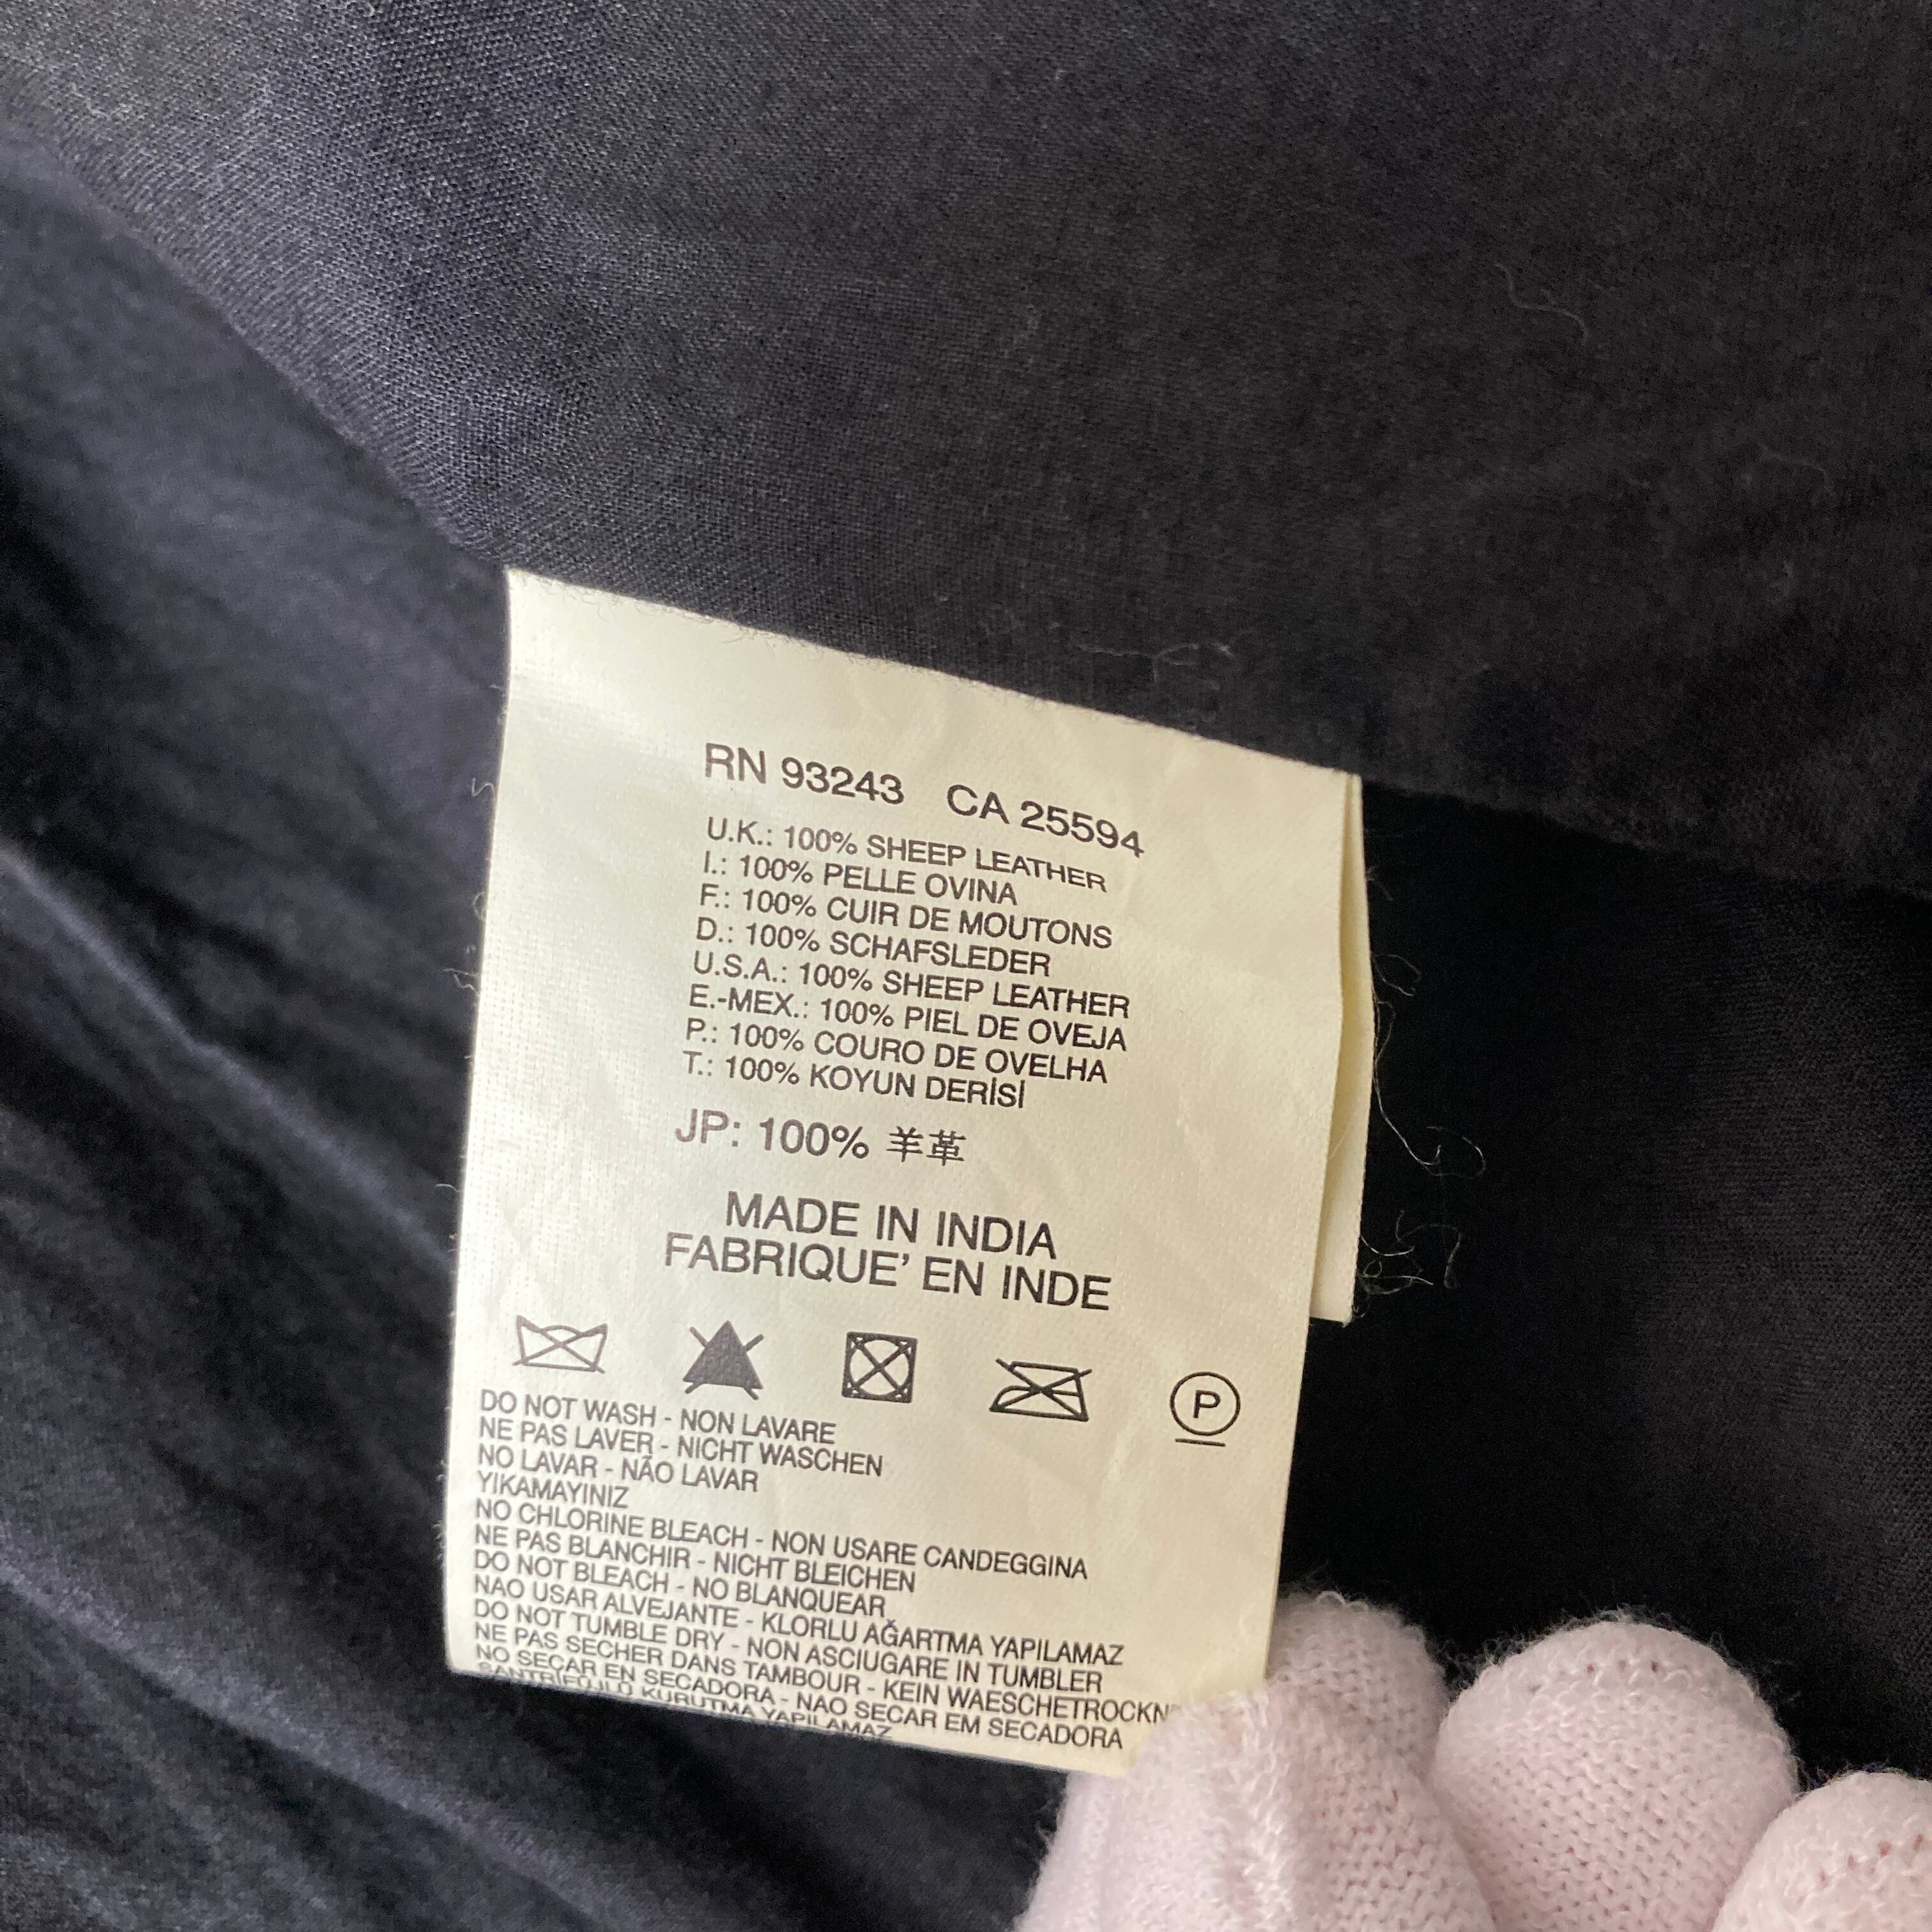 RN 93243 CA 25594
U.K.: 100% SHEEP LEATHER
I.: 100% PELLE OVINA
F.: 100% CUIR DE MOUTONS
D.: 100% SCHAFSLEDER
U.S.A.: 100% SHEEP LEATHER
E.-MEX.: 100% PIEL DE OVEJA
P.: 100% COURO DE OVELHA
T.: 100% KOYUN DERİSİ
JP: 100% 羊革
MADE IN INDIA
FABRIQUE' EN INDE
P
DO NOT WASH - NON LAVARE
NE PAS LAVER - NICHT WASCHEN
NO LAVAR - NÃO LAVAR
YIKAMAYINIZ
NO CHLORINE BLEACH - NON USARE CANDEGGINA
NE PAS BLANCHIR - NICHT BLEICHEN
DO NOT BLEACH - NO BLANQUEAR
NAO USAR ALVEJANTE - KLORLU AĞARTMA YAPILAMAZ
DO NOT TUMBLE DRY - NON ASCIUGARE IN TUMBLER
NE PAS SECHER DANS TAMBOUR - KEIN WAESCHETROCKN
NO SECAR EN SECADORA - NAO SECAR EM SECADORA
SANTRİFÜJLÜ KURUTMA YAPILAMAZ